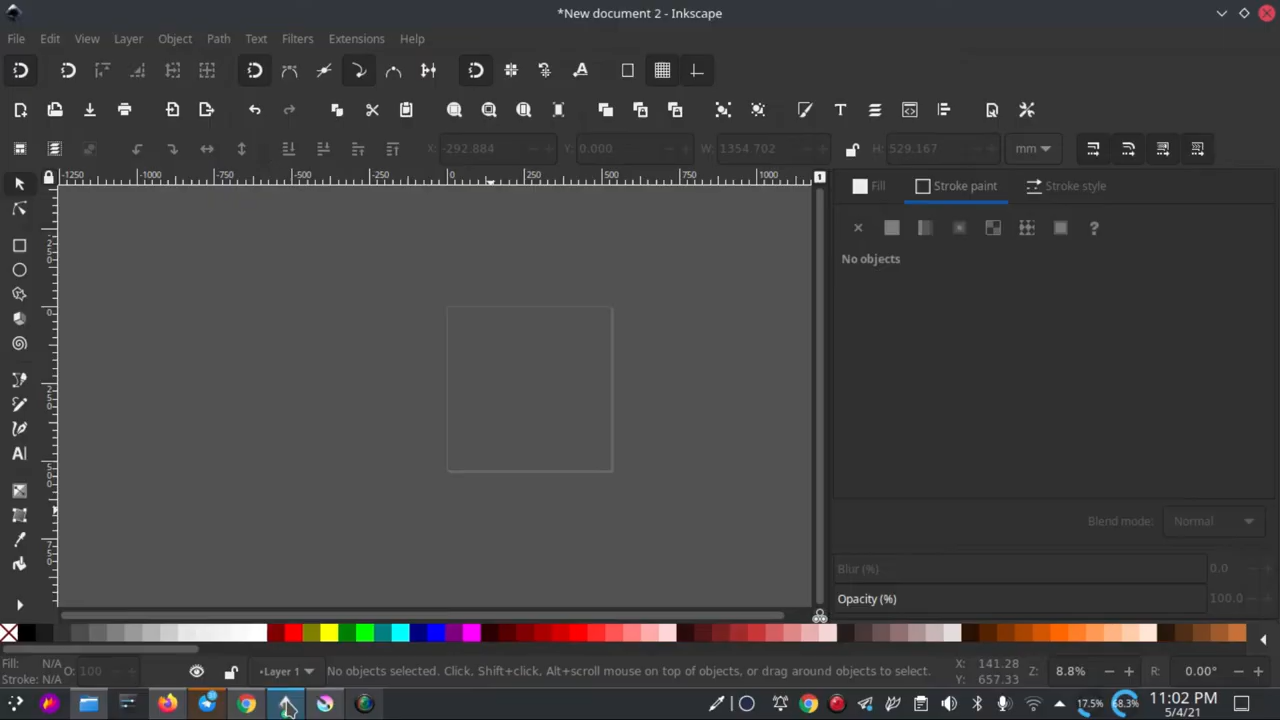 *New document 2 - Inkscape
File Edit View Layer Object Path Text Filters Extensions Help
X: -292.884 Y: 0.000 W: 1354.702 H: 529.167 mm
-1250 -1000 -750 -500 -250 0 250 500 750 1000 1
Fill Stroke paint Stroke style
No objects
Blend mode: Normal
Blur (%) 0.0
Opacity (%) 100.0
Fill: N/A
Stroke: N/A
O: 100
•Layer 1
No objects selected. Click, Shift+click, Alt+scroll mouse on top of objects, or drag around objects to select.
X: 141.28
Y: 657.33
Z: 8.8%
R: 0.00°
17.5% 68.3%
11:02 PM
5/4/21